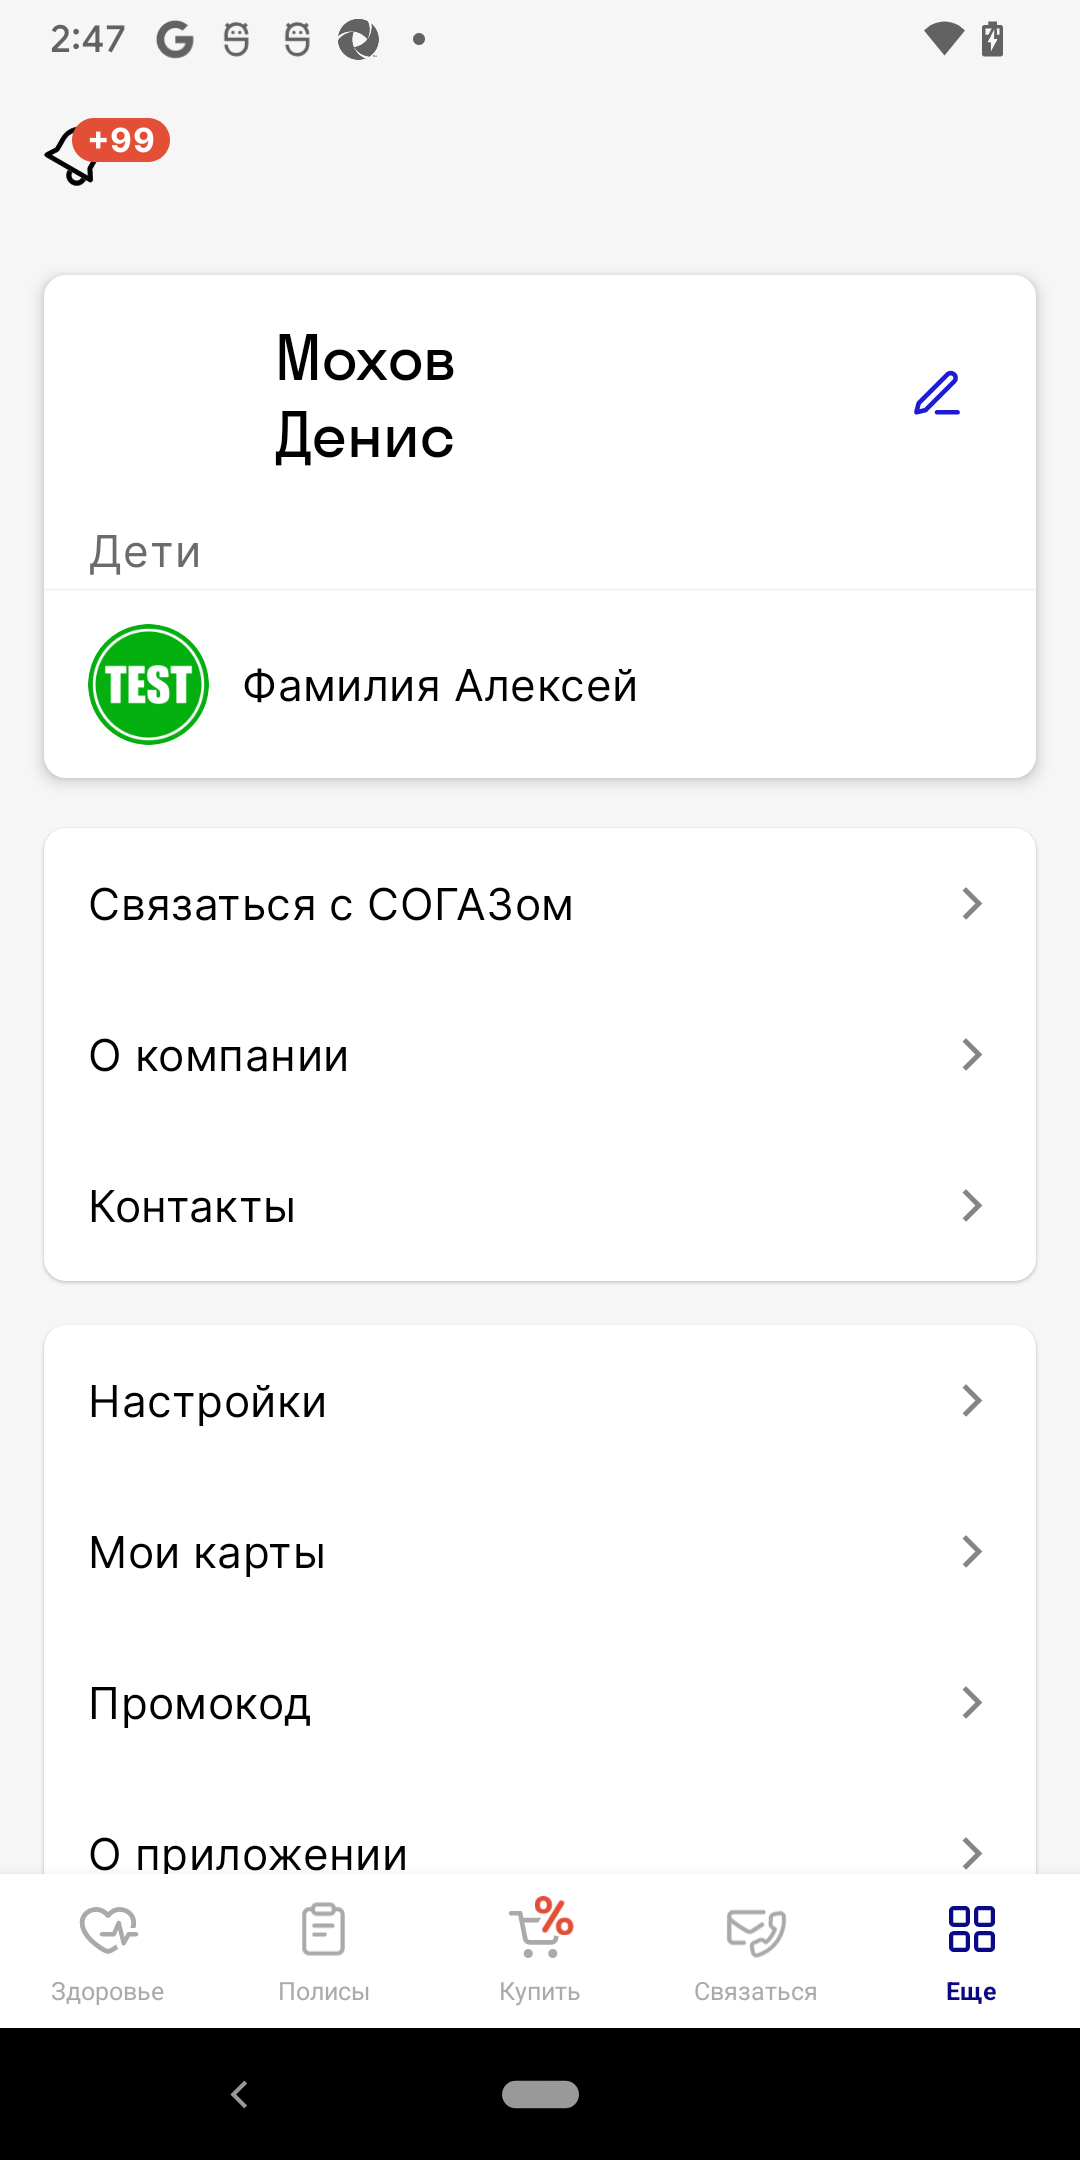 2:47
+99
Мохов
Денис
Дети
TEST
Фамилия Алексей
Связаться с СОГАЗом
О компании
Контакты
Настройки
Мои карты
Промокод
О приложении
%
Здоровье Полисы Купить Связаться Еще